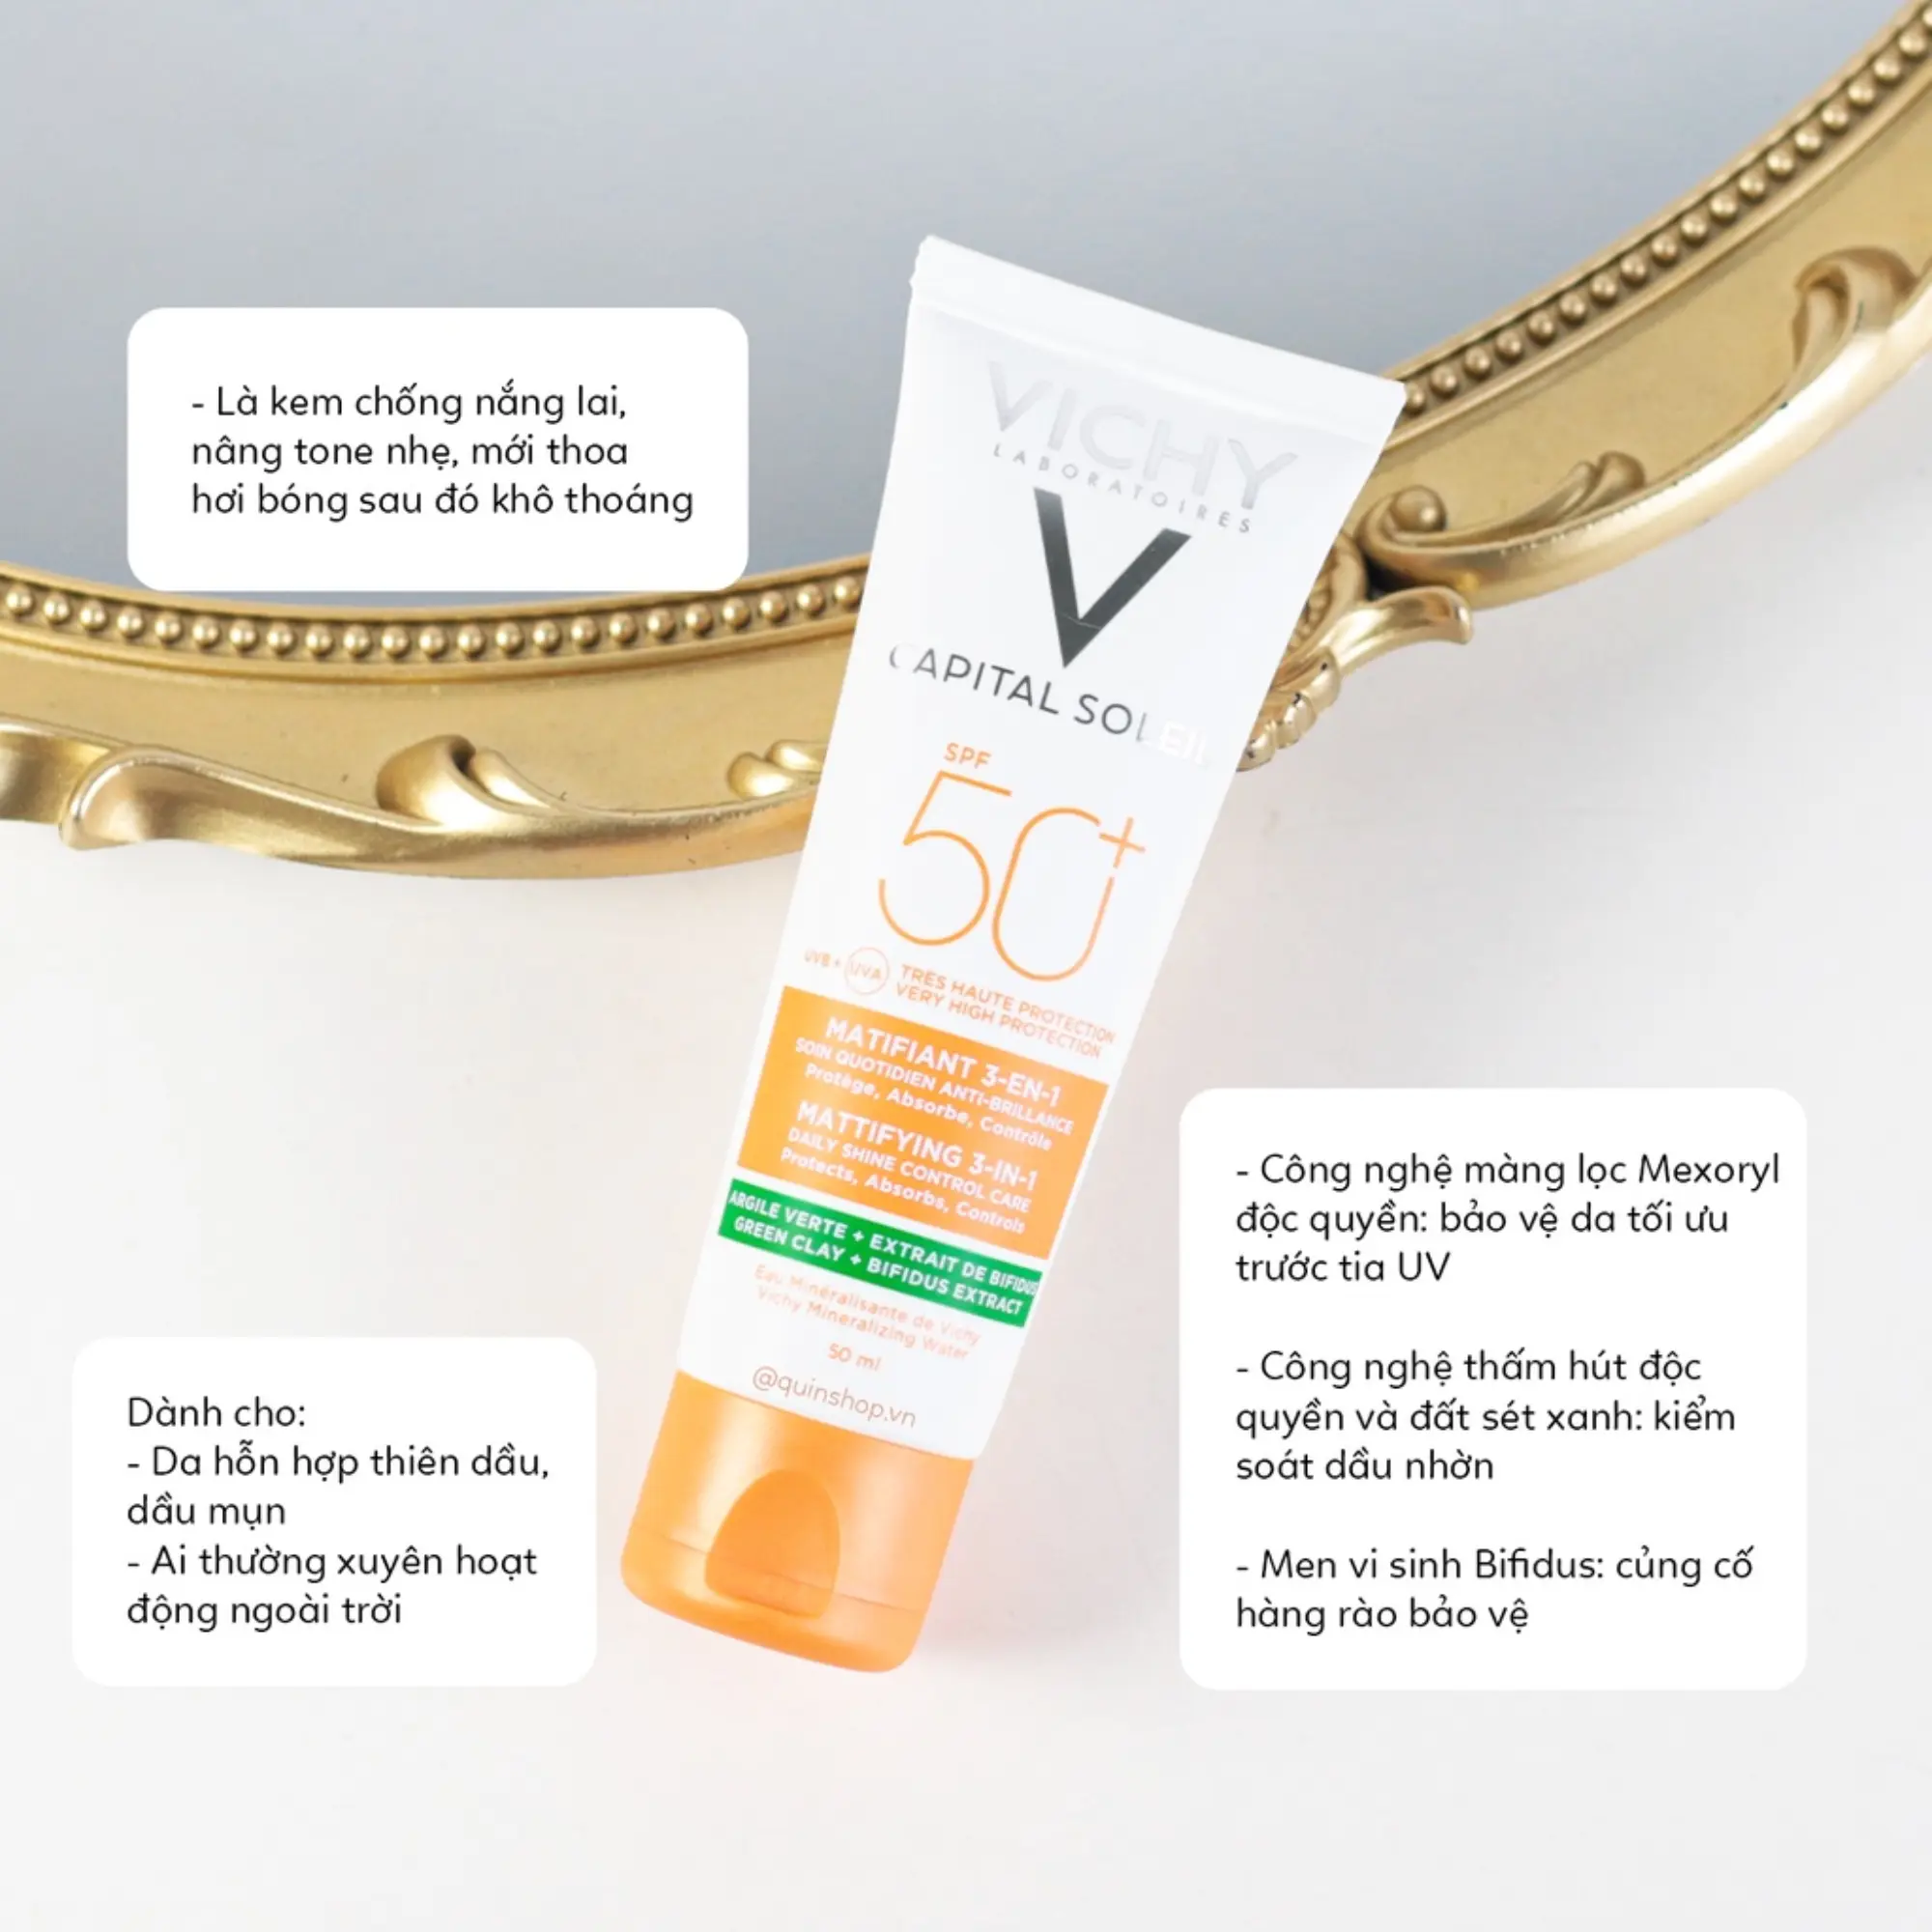 - Là kem chống nắng lai,
nâng tone nhẹ, mới thoa
hơi bóng sau đó khô thoáng
VICHY
LABORATOIRES
V
CAPITAL SOLEIL
SPF
50+
UVB + UVA
TRÈS HAUTE PROTECTION
VERY HIGH PROTECTION
MATIFIANT 3-EN-1
SOIN QUOTIDIEN ANTI-BRILLANCE
Protège, Absorbe, Contrôle
MATTIFYING 3-IN-1
DAILY SHINE CONTROL CARE
Protects, Absorbs, Controls
ARGILE VERTE + EXTRAIT DE BIFIDUS
GREEN CLAY + BIFIDUS EXTRACT
Eau Minéralisante de Vichy
Vichy Mineralizing Water
50 ml
@quinshop.vn
- Công nghệ màng lọc Mexoryl
độc quyền: bảo vệ da tối ưu
trước tia UV
- Công nghệ thấm hút độc
quyền và đất sét xanh: kiểm
soát dầu nhờn
- Men vi sinh Bifidus: củng cố
hàng rào bảo vệ
Dành cho:
- Da hỗn hợp thiên dầu,
dầu mụn
- Ai thường xuyên hoạt
động ngoài trời